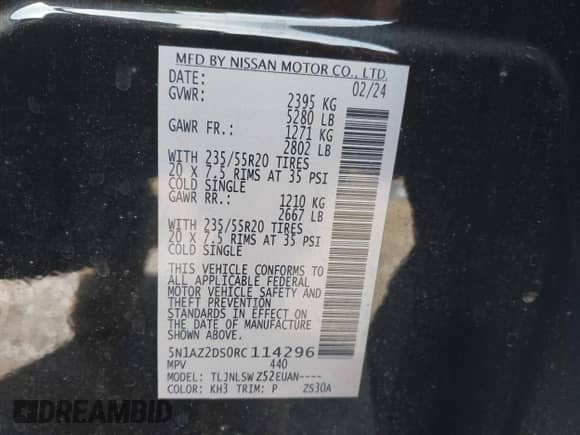 MFD BY NISSAN MOTOR CO., LTD.
DATE: 02/24
GVWR: 2395 KG
5280 LB
GAWR FR.: 1271 KG
2802 LB
WITH 235/55R20 TIRES
20 X 7.5 RIMS AT 35 PSI
COLD SINGLE
GAWR RR.: 1210 KG
2667 LB
WITH 235/55R20 TIRES
20 X 7.5 RIMS AT 35 PSI
COLD SINGLE
THIS VEHICLE CONFORMS TO
ALL APPLICABLE FEDERAL
MOTOR VEHICLE SAFETY AND
THEFT PREVENTION
STANDARDS IN EFFECT ON
THE DATE OF MANUFACTURE
SHOWN ABOVE.
5N1AZ2DS0RC114296
MPV 440
MODEL: TLJNLSW Z52EUAN----
COLOR: KH3 TRIM: P ZS30A
DREAMBID